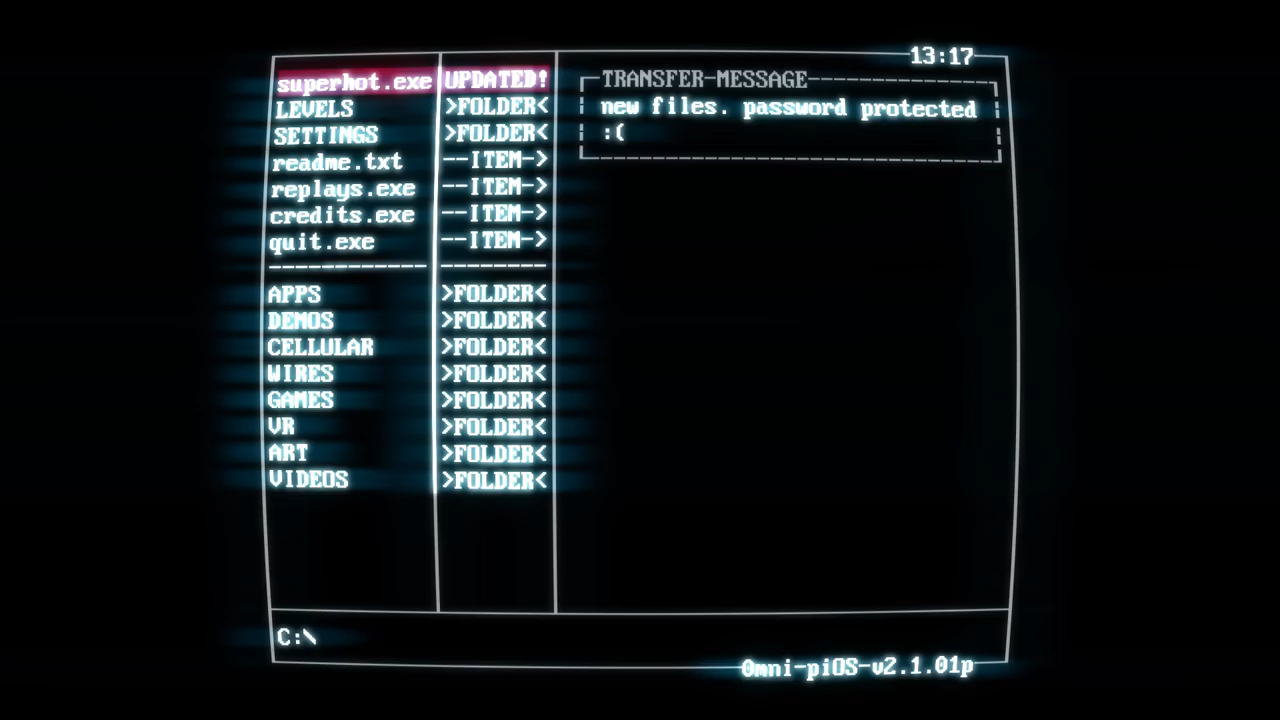 13:17
superhot.exe UPDATED!
LEVELS >FOLDER<
SETTINGS >FOLDER<
readme.txt --ITEM->
replays.exe --ITEM->
credits.exe --ITEM->
quit.exe --ITEM->
APPS >FOLDER<
DEMOS >FOLDER<
CELLULAR >FOLDER<
WIRES >FOLDER<
GAMES >FOLDER<
VR >FOLDER<
ART >FOLDER<
VIDEOS >FOLDER<
TRANSFER-MESSAGE
new files. password protected
:(
C:\
Omni-piOS-v2.1.01p